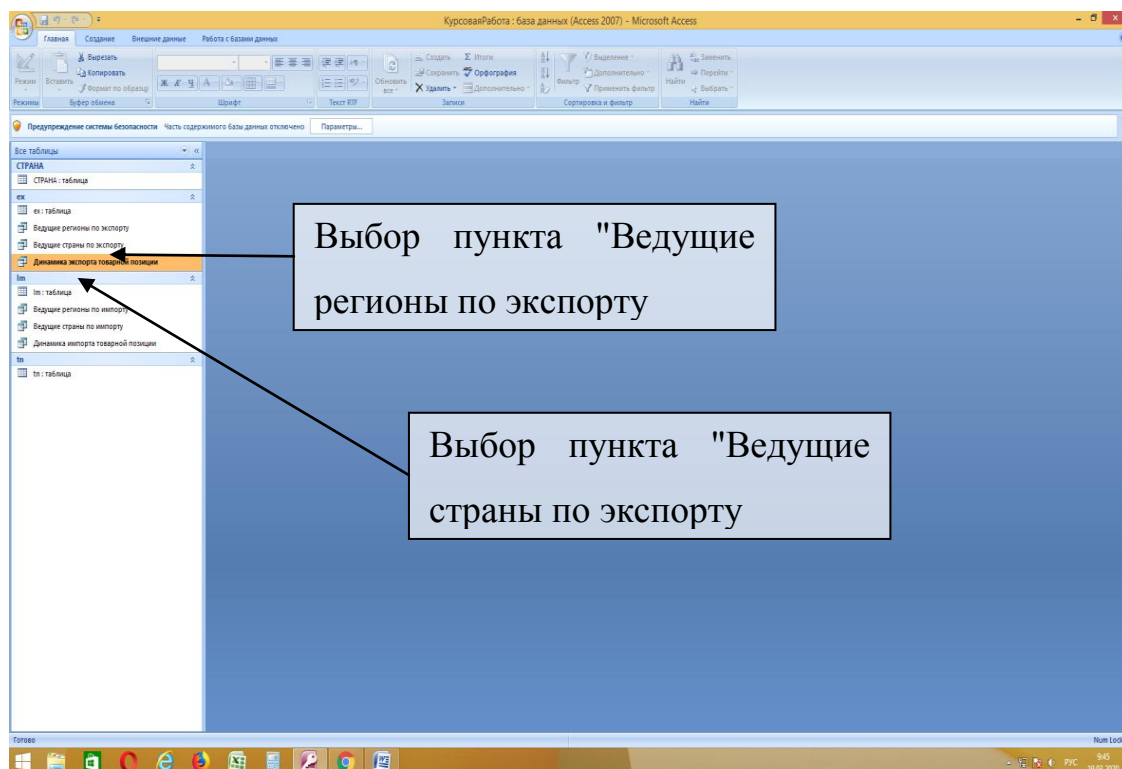 КурсоваяРабота : база данных (Access 2007) - Microsoft Access
Главная Создание Внешние данные Работа с базами данных
Режим
Вставить
Вырезать
Копировать
Формат по образцу
Ж К Ч
Обновить все
Создать
Сохранить
Удалить
Итоги
Орфография
Дополнительно
Фильтр
Выделение
Дополнительно
Применить фильтр
Найти
Заменить
Перейти
Выбрать
Режимы Буфер обмена Шрифт Текст RTF Записи Сортировка и фильтр Найти
Предупреждение системы безопасности Часть содержимого базы данных отключено Параметры...
Все таблицы
СТРАНА
СТРАНА : таблица
ex
ex : таблица
Ведущие регионы по экспорту
Ведущие страны по экспорту
Динамика экспорта товарной позиции
Im
Im : таблица
Ведущие регионы по импорту
Ведущие страны по импорту
Динамика импорта товарной позиции
tn
tn : таблица
Выбор пункта "Ведущие
регионы по экспорту
Выбор пункта "Ведущие
страны по экспорту
Готово
Num Lock
РУС
9:45
10.02.2020